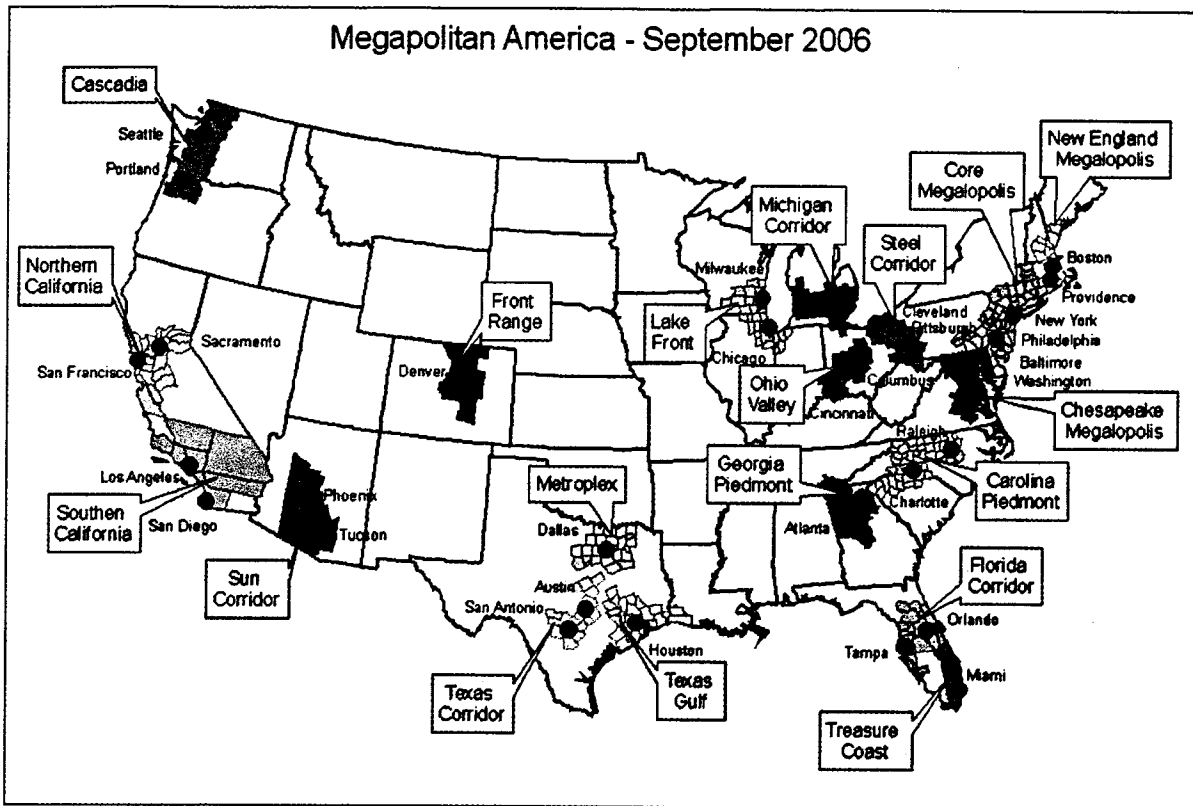 Megapolitan America - September 2006
Cascadia
Seattle
Portland
Northern
California
Sacramento
San Francisco
Los Angeles
San Diego
Southen
California
Front
Range
Denver
Phoenix
Tucson
Sun
Corridor
Metroplex
Dallas
Austin
San Antonio
Houston
Texas
Corridor
Texas
Gulf
Milwaukee
Lake
Front
Chicago
Michigan
Corridor
Steel
Corridor
Cleveland
Pittsburgh
Ohio
Valley
Columbus
Cincinnati
Core
Megalopolis
New England
Megalopolis
Boston
Providence
New York
Philadelphia
Baltimore
Washington
Chesapeake
Megalopolis
Raleigh
Georgia
Piedmont
Charlotte
Carolina
Piedmont
Atlanta
Florida
Corridor
Orlando
Tampa
Miami
Treasure
Coast